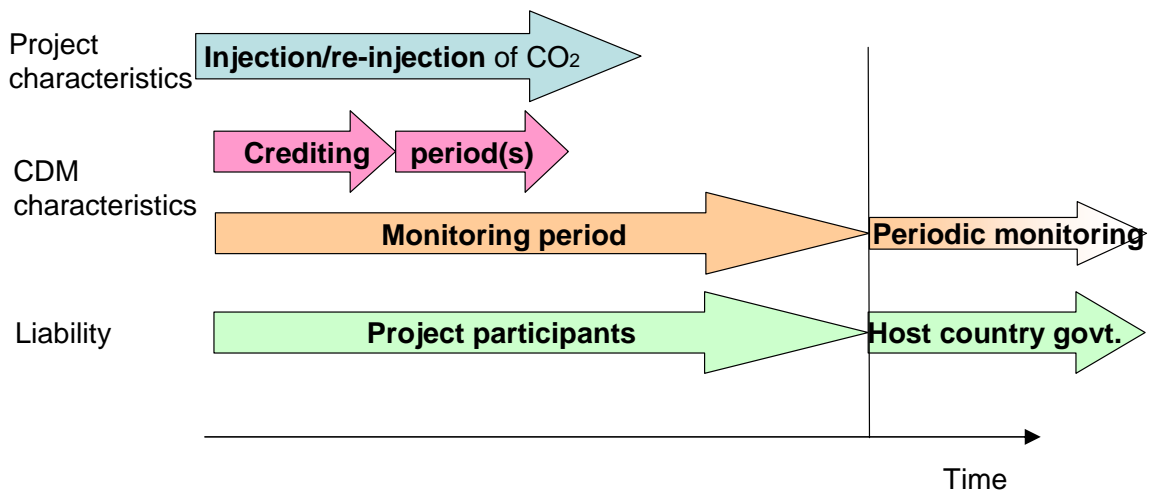 Project
characteristics
Injection/re-injection of CO2
Crediting
period(s)
CDM
characteristics
Monitoring period
Periodic monitoring
Liability
Project participants
Host country govt.
Time